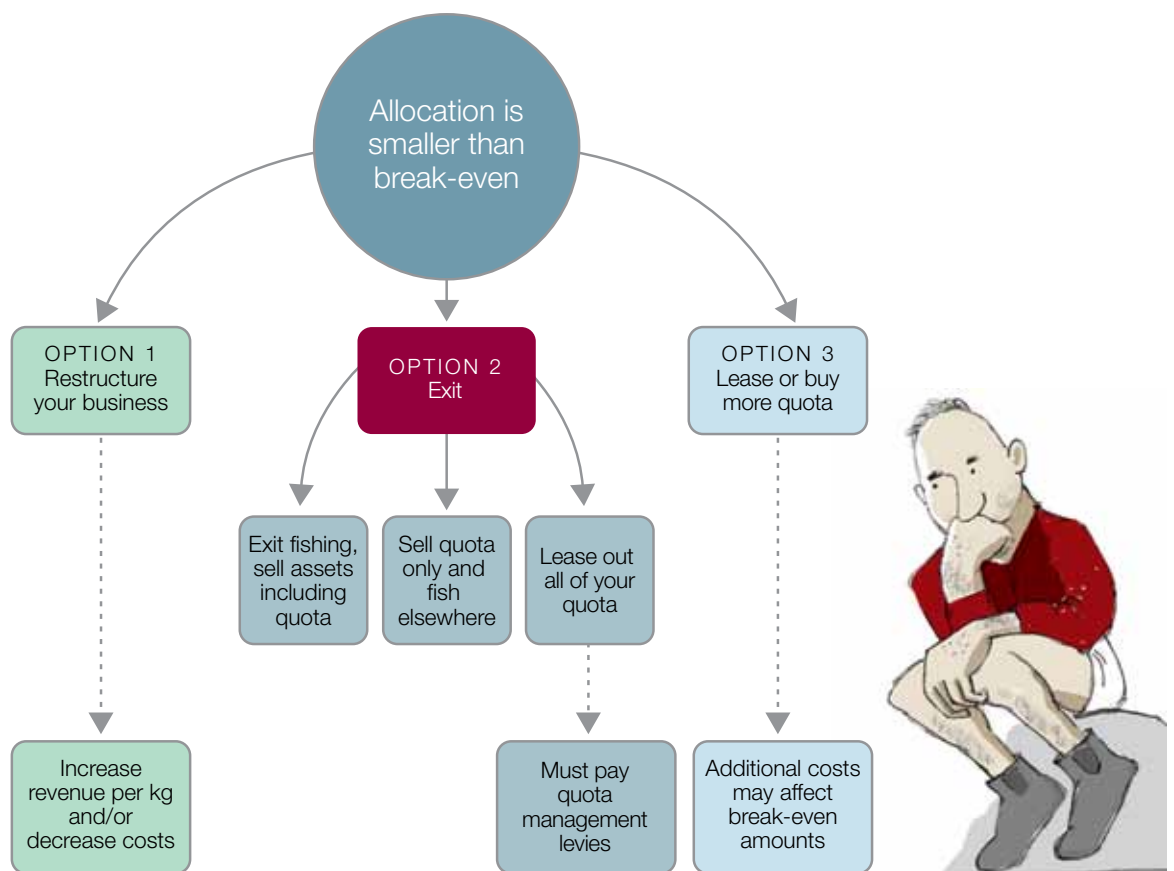 Allocation is
smaller than
break-even
OPTION 1
Restructure
your business
OPTION 2
Exit
OPTION 3
Lease or buy
more quota
Exit fishing,
sell assets
including
quota
Sell quota
only and
fish
elsewhere
Lease out
all of your
quota
Increase
revenue per kg
and/or
decrease costs
Must pay
quota
management
levies
Additional costs
may affect
break-even
amounts